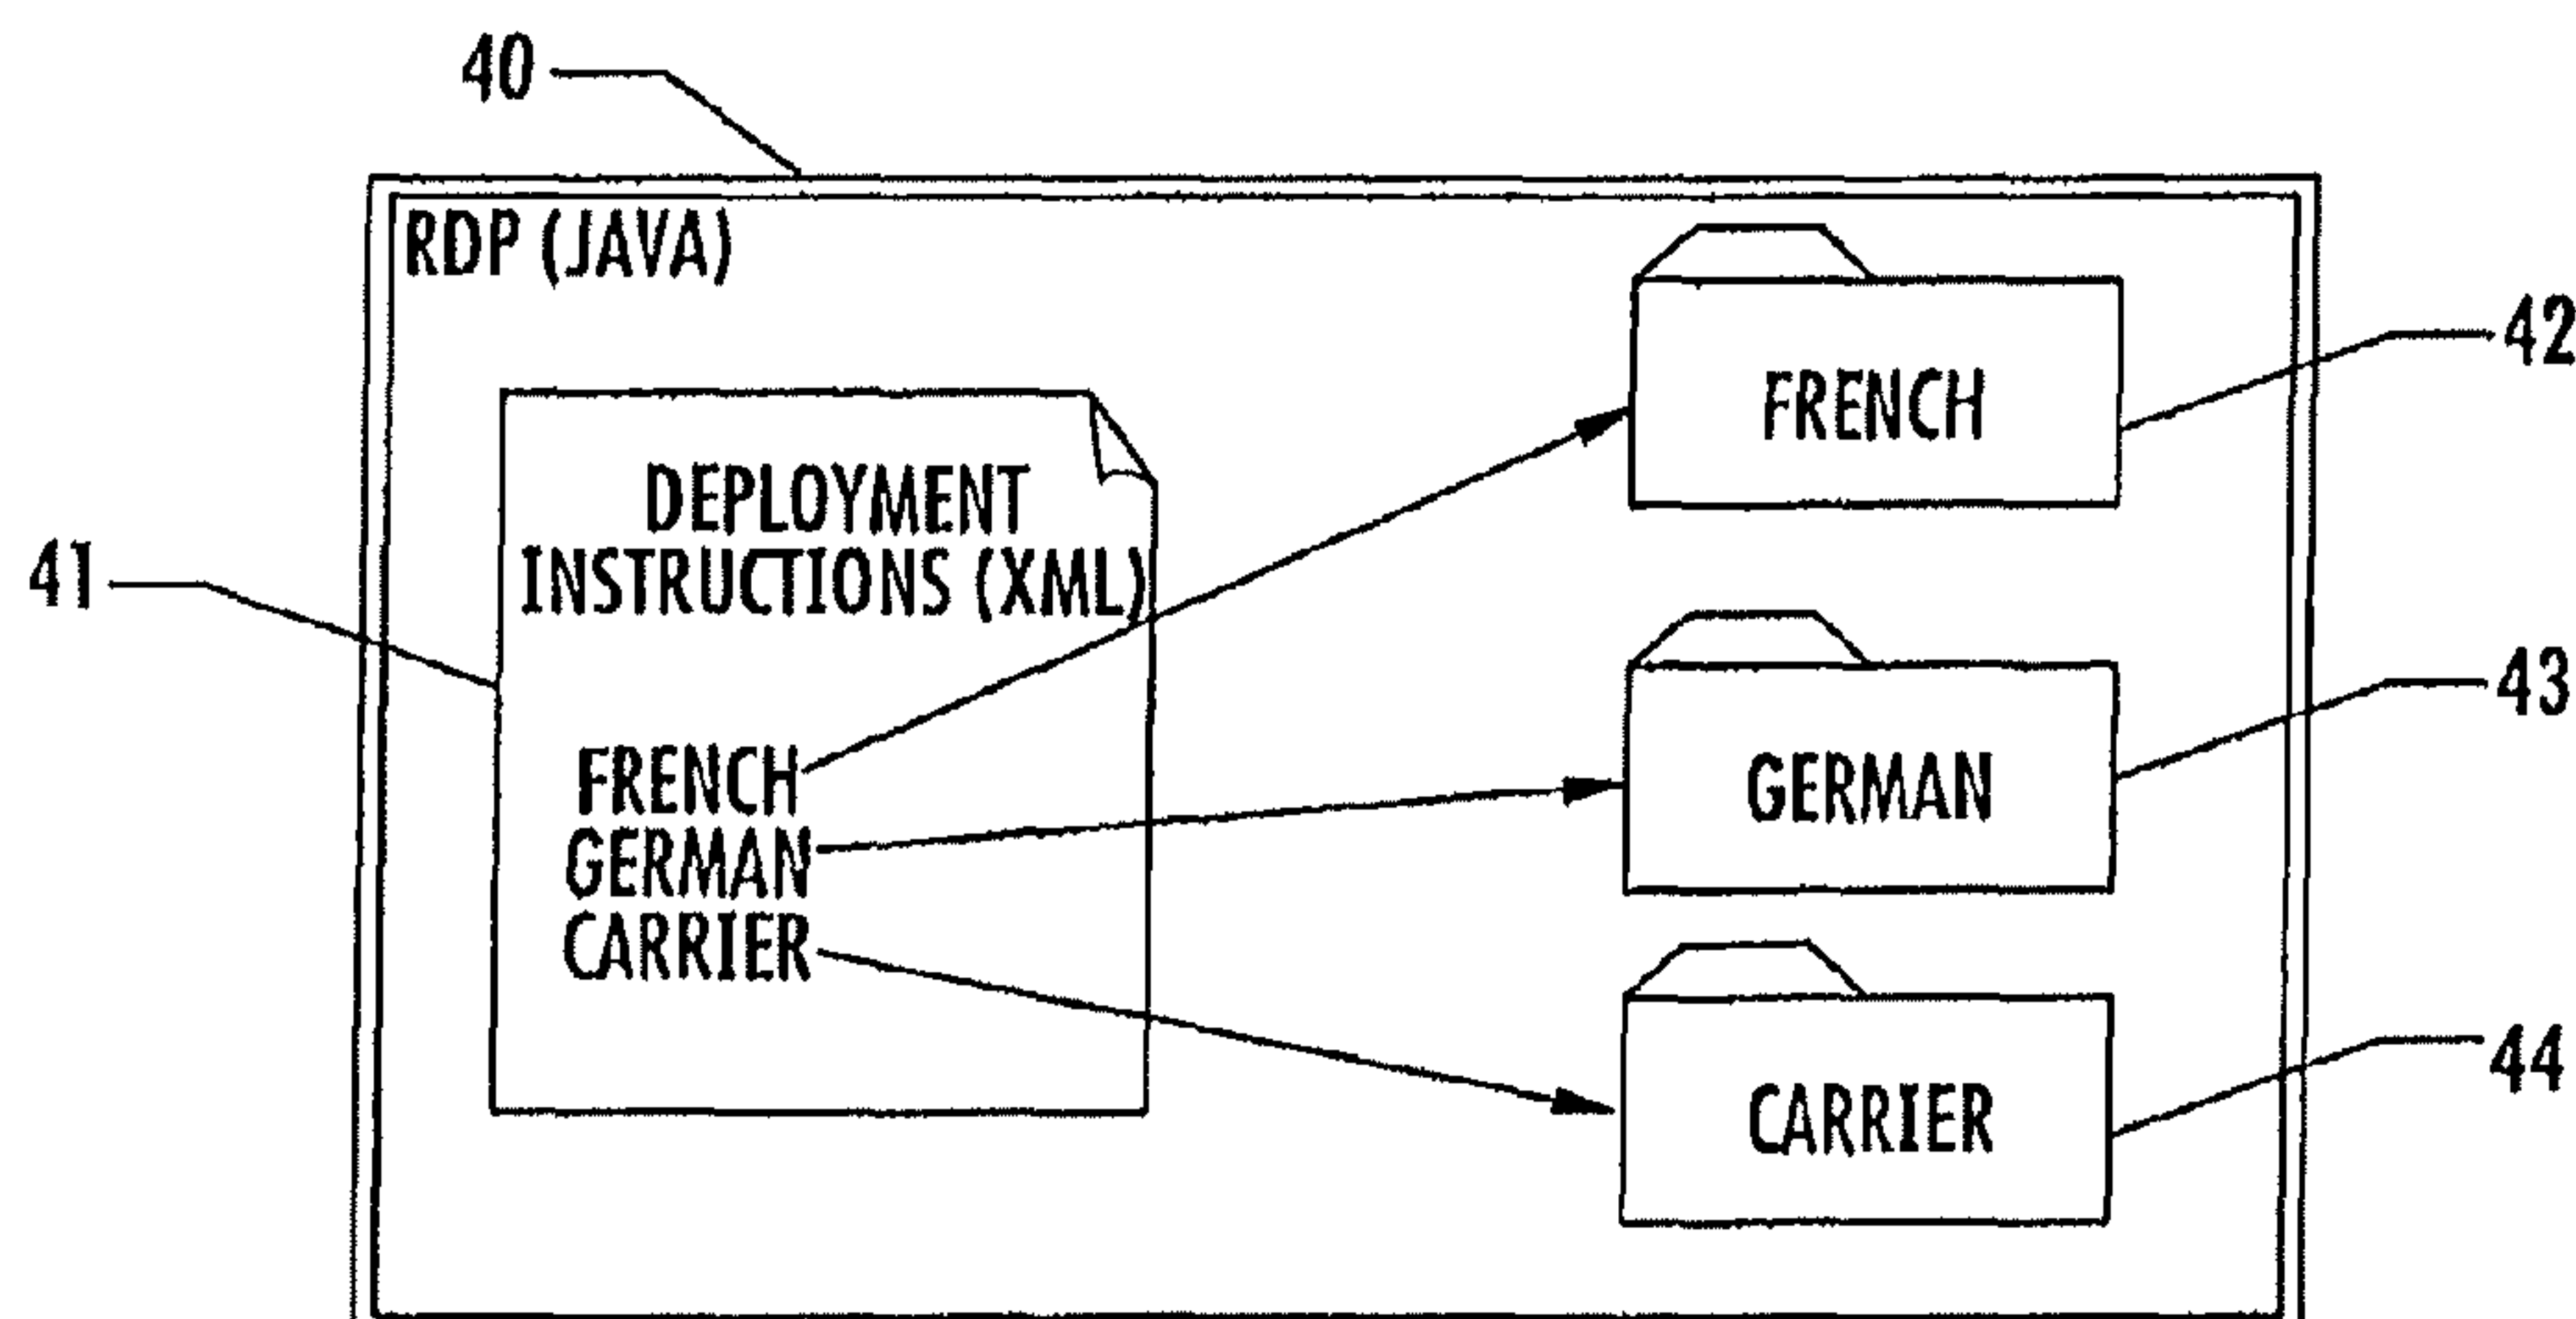 40
RDP (JAVA)
FRENCH
42
DEPLOYMENT
INSTRUCTIONS (XML)
41
FRENCH
GERMAN
CARRIER
GERMAN
43
CARRIER
44